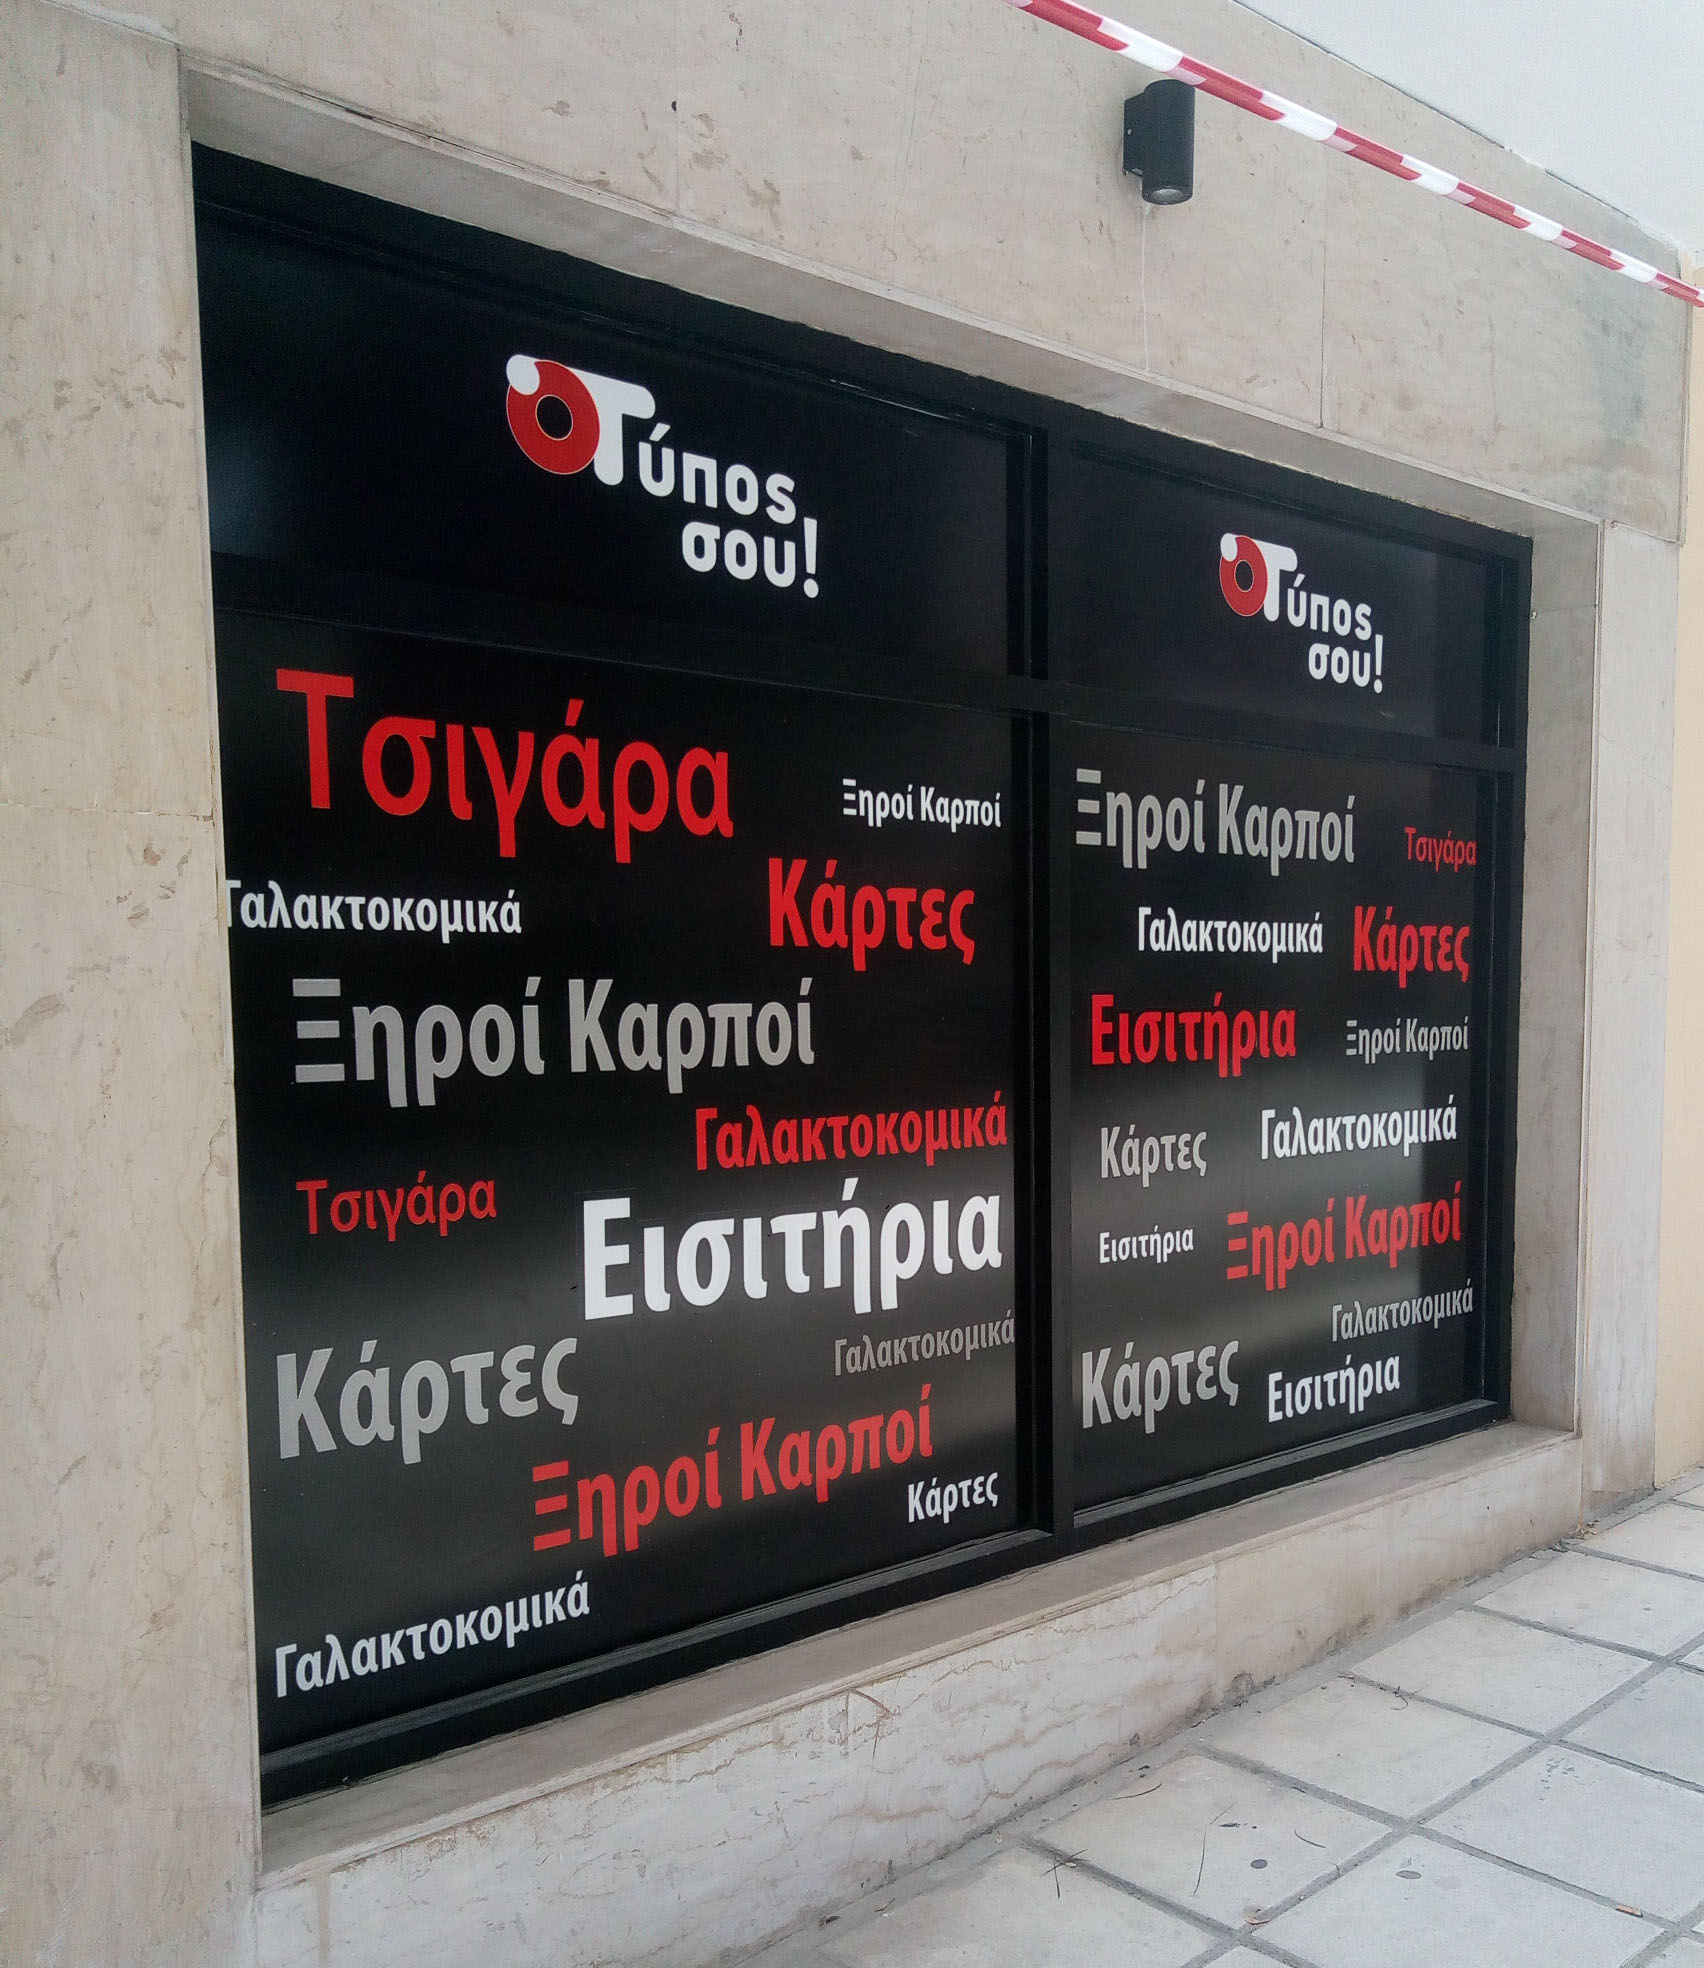 Ο Τύπος
σου!
Τσιγάρα
Ξηροί Καρποί
Γαλακτοκομικά
Κάρτες
Ξηροί Καρποί
Γαλακτοκομικά
Τσιγάρα
Εισιτήρια
Κάρτες
Γαλακτοκομικά
Ξηροί Καρποί
Κάρτες
Γαλακτοκομικά
Ο Τύπος
σου!
Ξηροί Καρποί
Τσιγάρα
Γαλακτοκομικά
Κάρτες
Εισιτήρια
Ξηροί Καρποί
Κάρτες
Γαλακτοκομικά
Εισιτήρια
Ξηροί Καρποί
Γαλακτοκομικά
Κάρτες
Εισιτήρια